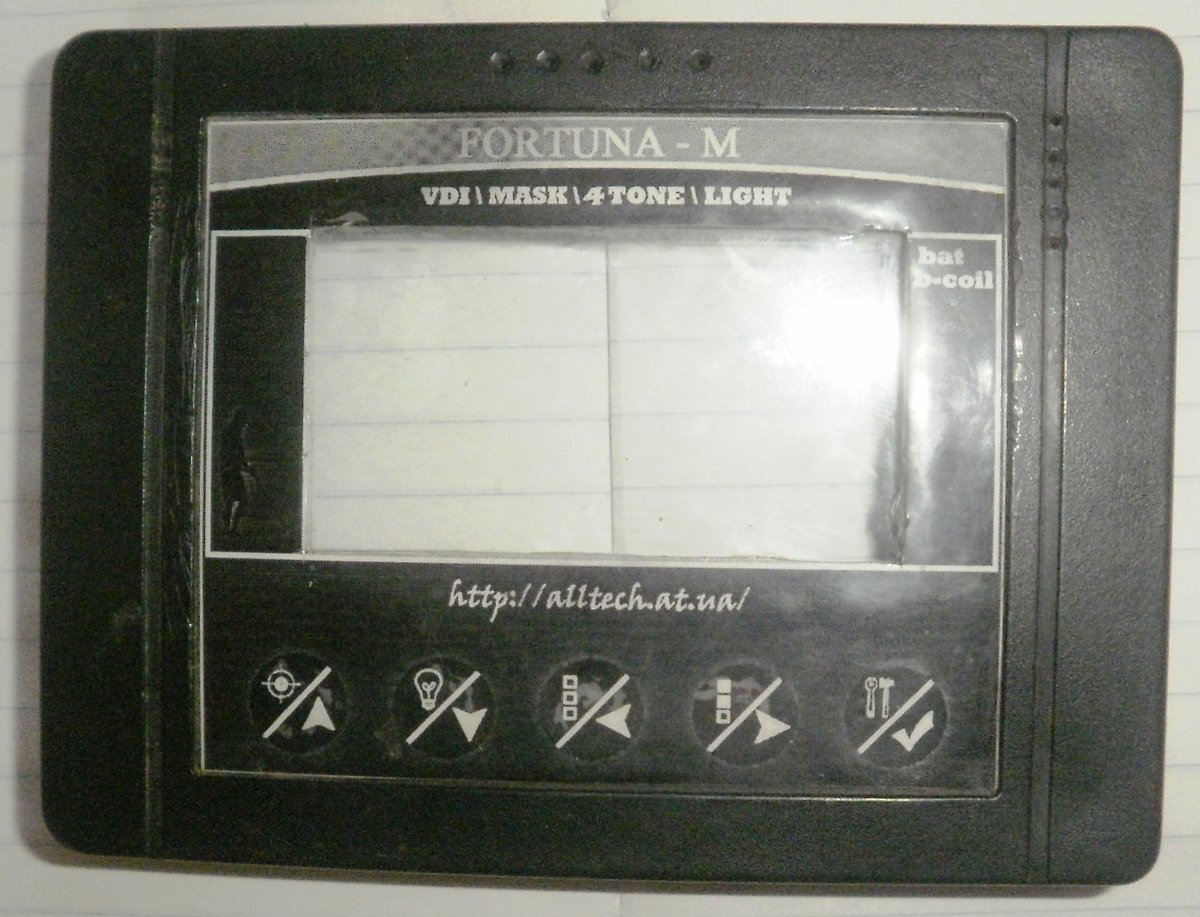 FORTUNA - M
VDI \ MASK \ 4 TONE \ LIGHT
bat
b-coil
http://alltech.at.ua/